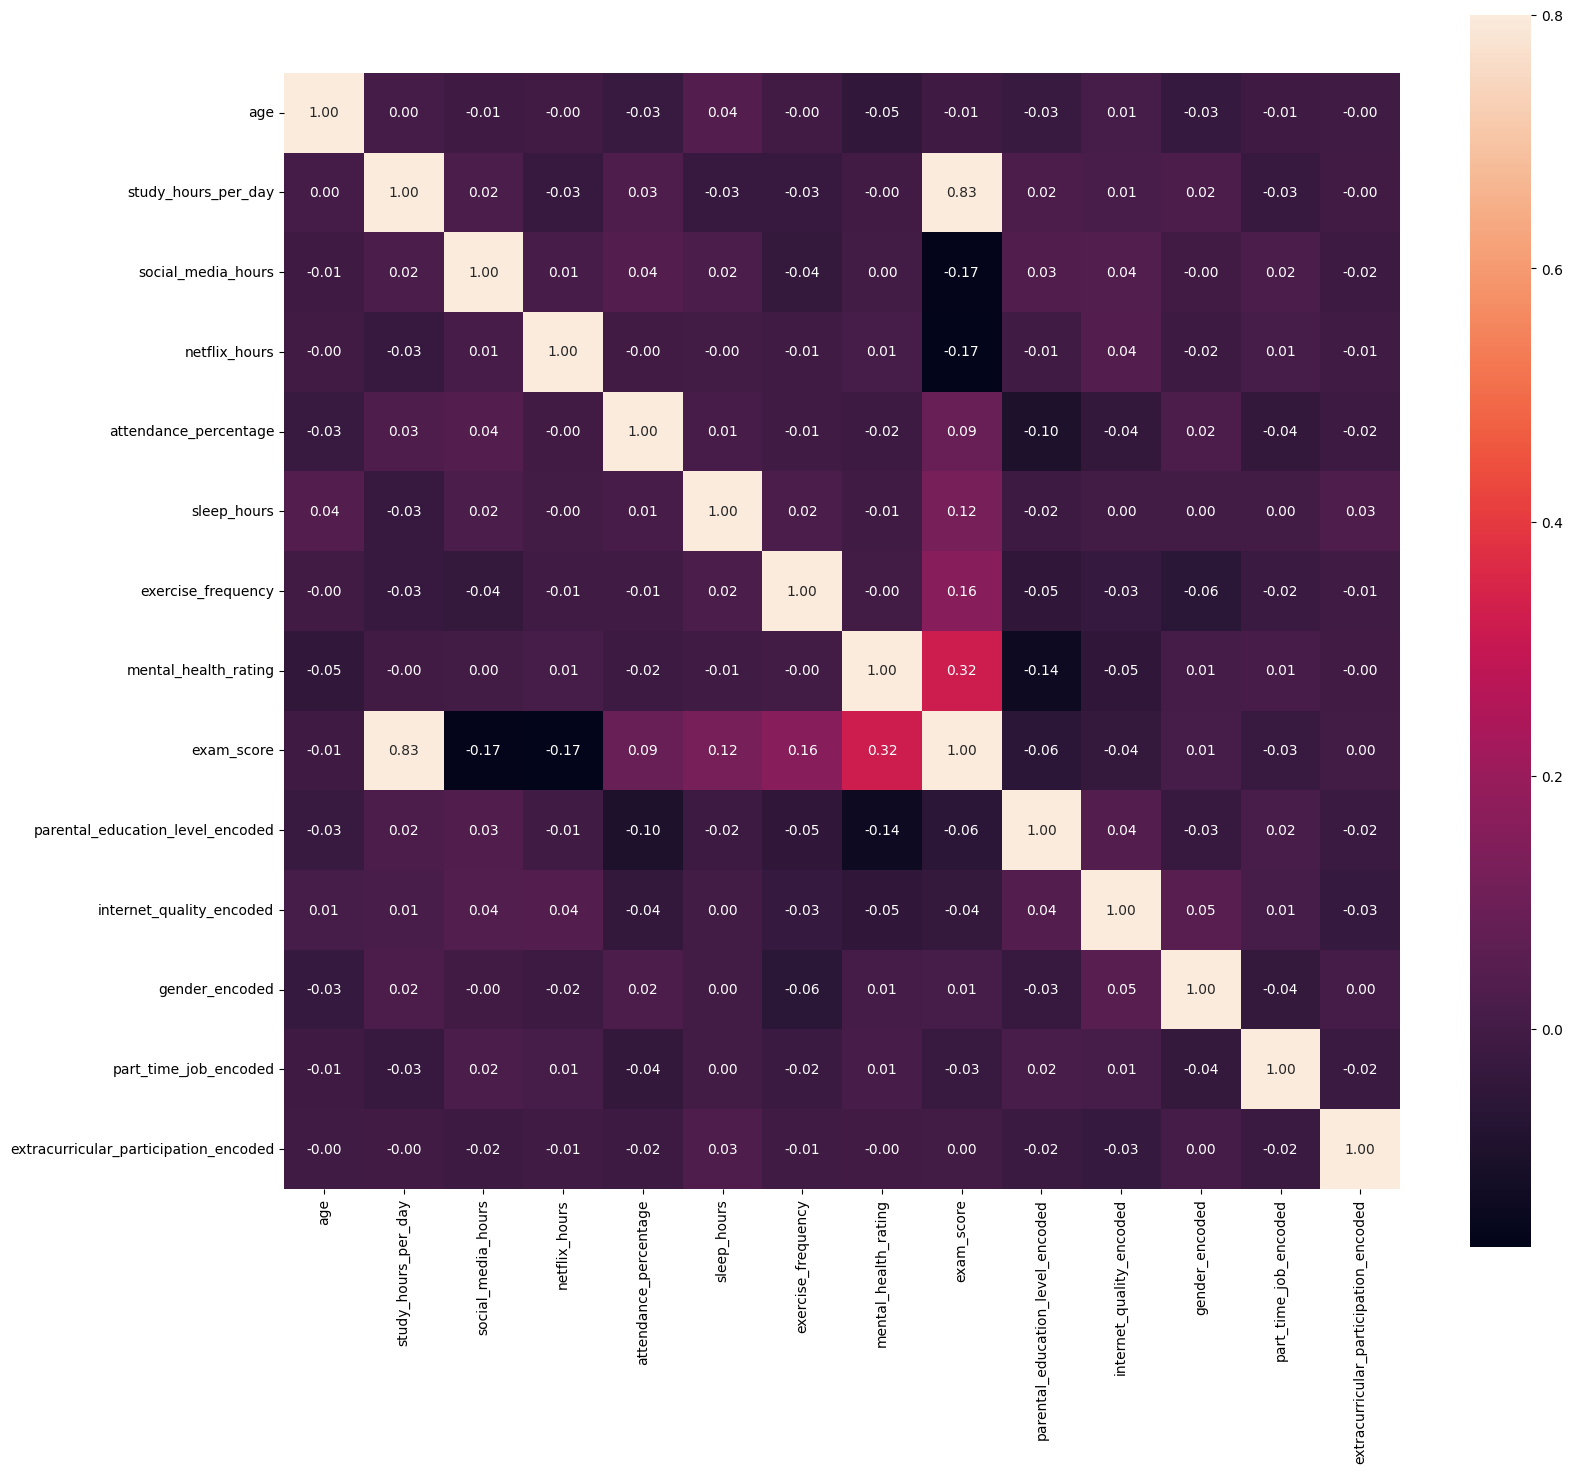 0.8
age 1.00 0.00 -0.01 -0.00 -0.03 0.04 -0.00 -0.05 -0.01 -0.03 0.01 -0.03 -0.01 -0.00
study_hours_per_day 0.00 1.00 0.02 -0.03 0.03 -0.03 -0.03 -0.00 0.83 0.02 0.01 0.02 -0.03 -0.00
social_media_hours -0.01 0.02 1.00 0.01 0.04 0.02 -0.04 0.00 -0.17 0.03 0.04 -0.00 0.02 -0.02
0.6
netflix_hours -0.00 -0.03 0.01 1.00 -0.00 -0.00 -0.01 0.01 -0.17 -0.01 0.04 -0.02 0.01 -0.01
attendance_percentage -0.03 0.03 0.04 -0.00 1.00 0.01 -0.01 -0.02 0.09 -0.10 -0.04 0.02 -0.04 -0.02
sleep_hours 0.04 -0.03 0.02 -0.00 0.01 1.00 0.02 -0.01 0.12 -0.02 0.00 0.00 0.00 0.03
0.4
exercise_frequency -0.00 -0.03 -0.04 -0.01 -0.01 0.02 1.00 -0.00 0.16 -0.05 -0.03 -0.06 -0.02 -0.01
mental_health_rating -0.05 -0.00 0.00 0.01 -0.02 -0.01 -0.00 1.00 0.32 -0.14 -0.05 0.01 0.01 -0.00
exam_score -0.01 0.83 -0.17 -0.17 0.09 0.12 0.16 0.32 1.00 -0.06 -0.04 0.01 -0.03 0.00
0.2
parental_education_level_encoded -0.03 0.02 0.03 -0.01 -0.10 -0.02 -0.05 -0.14 -0.06 1.00 0.04 -0.03 0.02 -0.02
internet_quality_encoded 0.01 0.01 0.04 0.04 -0.04 0.00 -0.03 -0.05 -0.04 0.04 1.00 0.05 0.01 -0.03
gender_encoded -0.03 0.02 -0.00 -0.02 0.02 0.00 -0.06 0.01 0.01 -0.03 0.05 1.00 -0.04 0.00
0.0
part_time_job_encoded -0.01 -0.03 0.02 0.01 -0.04 0.00 -0.02 0.01 -0.03 0.02 0.01 -0.04 1.00 -0.02
extracurricular_participation_encoded -0.00 -0.00 -0.02 -0.01 -0.02 0.03 -0.01 -0.00 0.00 -0.02 -0.03 0.00 -0.02 1.00
age
study_hours_per_day
social_media_hours
netflix_hours
attendance_percentage
sleep_hours
exercise_frequency
mental_health_rating
exam_score
parental_education_level_encoded
internet_quality_encoded
gender_encoded
part_time_job_encoded
extracurricular_participation_encoded